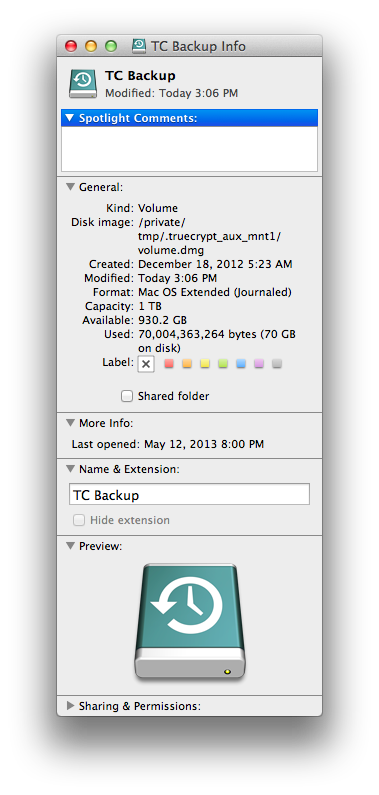 TC Backup Info
TC Backup
Modified: Today 3:06 PM
Spotlight Comments:
General:
Kind: Volume
Disk image: /private/
tmp/.truecrypt_aux_mnt1/
volume.dmg
Created: December 18, 2012 5:23 AM
Modified: Today 3:06 PM
Format: Mac OS Extended (Journaled)
Capacity: 1 TB
Available: 930.2 GB
Used: 70,004,363,264 bytes (70 GB
on disk)
Label:
Shared folder
More Info:
Last opened: May 12, 2013 8:00 PM
Name & Extension:
TC Backup
Hide extension
Preview:
Sharing & Permissions: